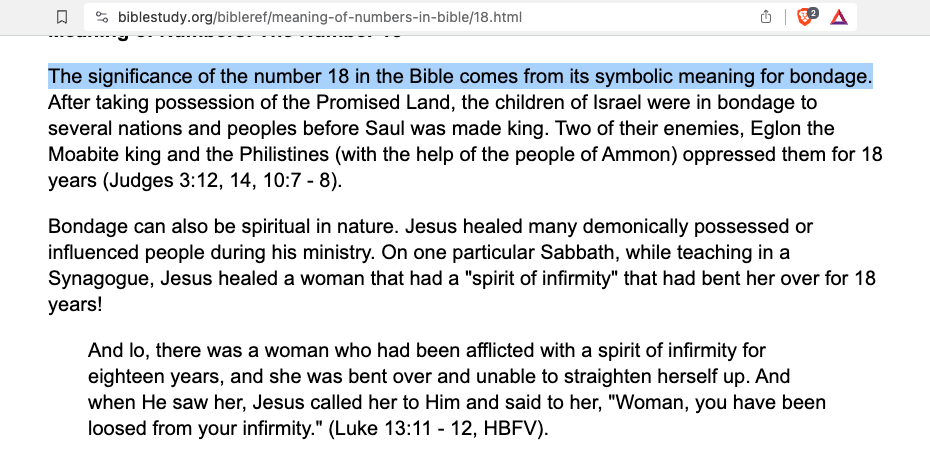 biblestudy.org/bibleref/meaning-of-numbers-in-bible/18.html
2
Meaning of Numbers: The Number 18
The significance of the number 18 in the Bible comes from its symbolic meaning for bondage.
After taking possession of the Promised Land, the children of Israel were in bondage to
several nations and peoples before Saul was made king. Two of their enemies, Eglon the
Moabite king and the Philistines (with the help of the people of Ammon) oppressed them for 18
years (Judges 3:12, 14, 10:7 - 8).
Bondage can also be spiritual in nature. Jesus healed many demonically possessed or
influenced people during his ministry. On one particular Sabbath, while teaching in a
Synagogue, Jesus healed a woman that had a "spirit of infirmity" that had bent her over for 18
years!
And lo, there was a woman who had been afflicted with a spirit of infirmity for
eighteen years, and she was bent over and unable to straighten herself up. And
when He saw her, Jesus called her to Him and said to her, "Woman, you have been
loosed from your infirmity." (Luke 13:11 - 12, HBFV).